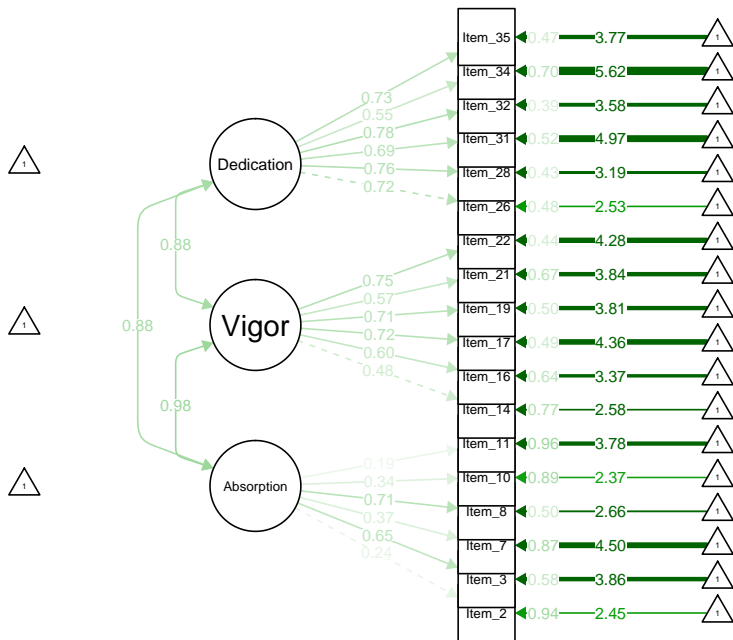 Item_35 0.47 3.77 1
Item_34 0.70 5.62 1
0.73
0.55
Item_32 0.39 3.58 1
0.78
Item_31 0.52 4.97 1
0.69
1 Dedication
0.76
Item_28 0.43 3.19 1
0.72
Item_26 0.48 2.53 1
0.88
Item_22 0.44 4.28 1
Item_21 0.67 3.84 1
0.75
0.57
Item_19 0.50 3.81 1
1 0.88 Vigor
0.71
0.72
Item_17 0.49 4.36 1
0.60
0.48
Item_16 0.64 3.37 1
0.98
Item_14 0.77 2.58 1
Item_11 0.96 3.78 1
0.19
0.34
Item_10 0.89 2.37 1
1 Absorption
0.71
Item_8 0.50 2.66 1
0.37
0.65
Item_7 0.87 4.50 1
0.24
Item_3 0.58 3.86 1
Item_2 0.94 2.45 1